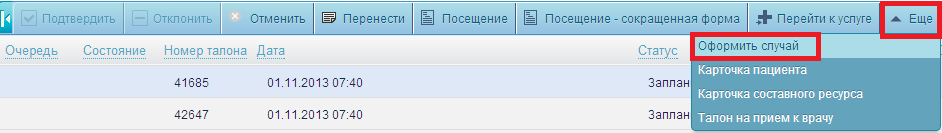 Подтвердить Отклонить Отменить Перенести Посещение Посещение - сокращенная форма Перейти к услуге Еще
Очередь Состояние Номер талона Дата Статус
Оформить случай
41685 01.11.2013 07:40 Заплан
Карточка пациента
Карточка составного ресурса
42647 01.11.2013 07:40 Заплан
Талон на прием к врачу